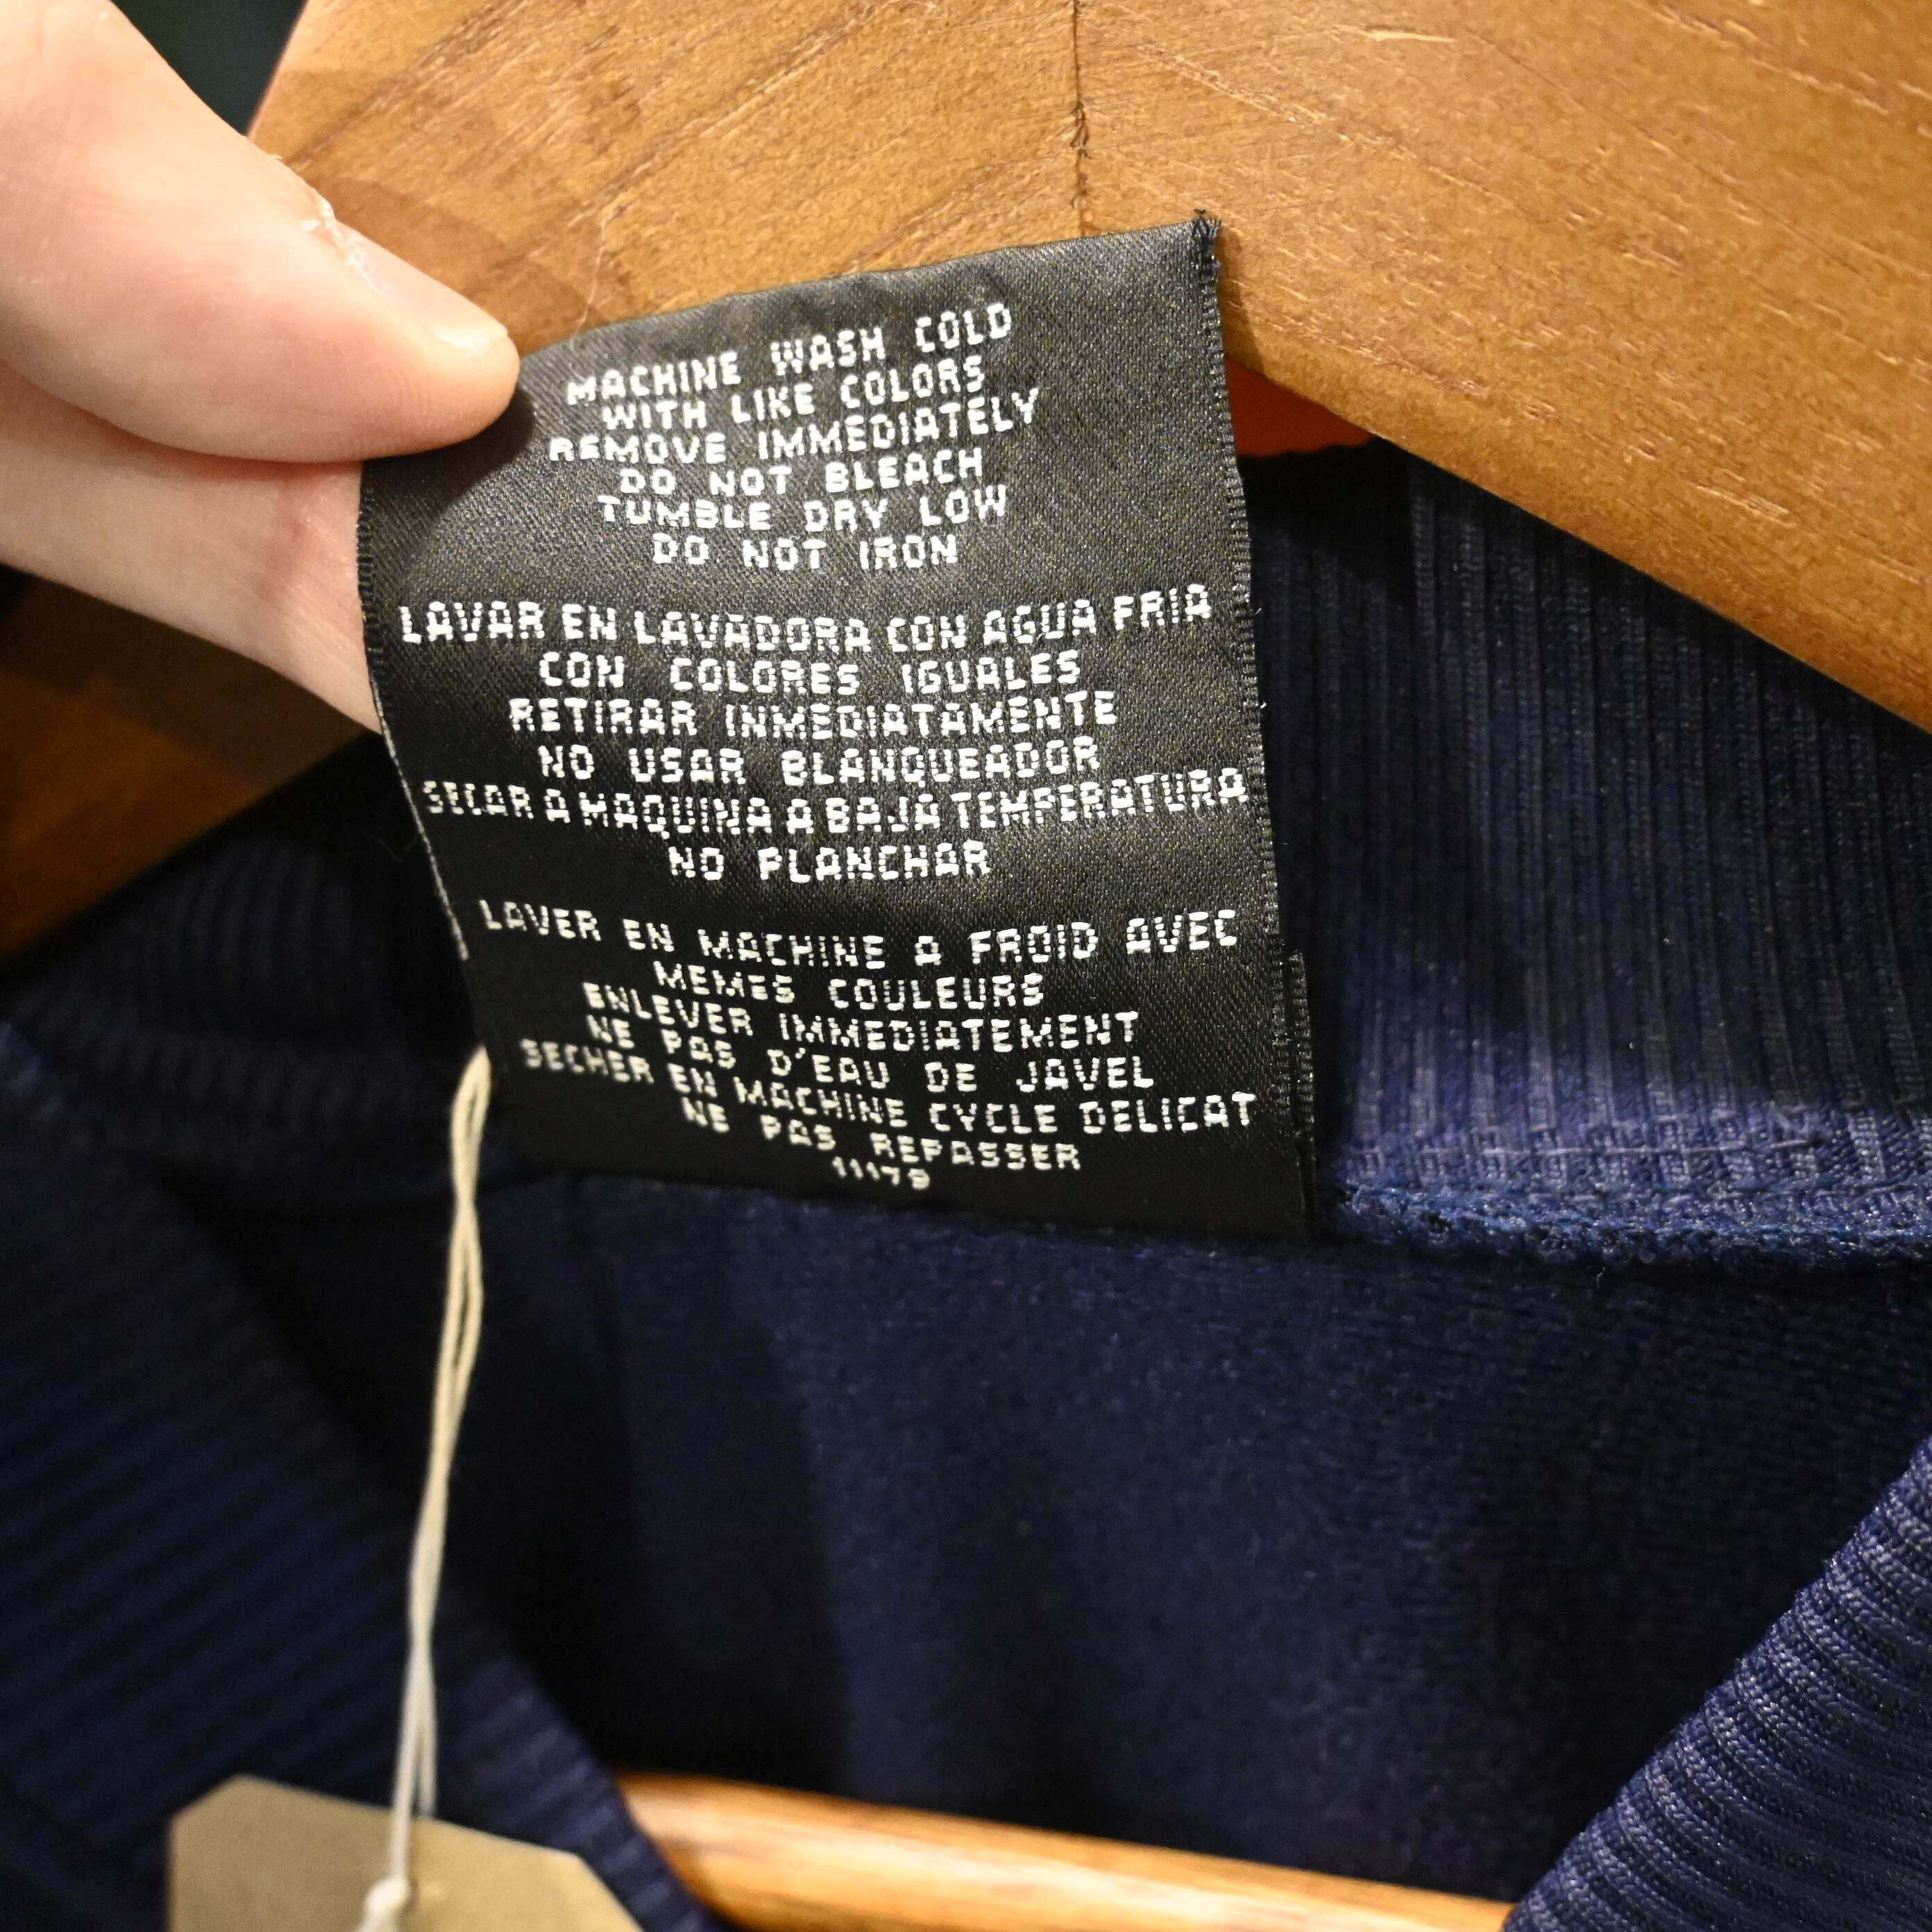 MACHINE WASH COLD
WITH LIKE COLORS
REMOVE IMMEDIATELY
DO NOT BLEACH
TUMBLE DRY LOW
DO NOT IRON
LAVAR EN LAVADORA CON AGUA FRIA
CON COLORES IGUALES
RETIRAR INMEDIATAMENTE
NO USAR BLANQUEADOR
SECAR A MAQUINA A BAJA TEMPERATURA
NO PLANCHAR
LAVER EN MACHINE A FROID AVEC
MEMES COULEURS
ENLEVER IMMEDIATEMENT
NE PAS D'EAU DE JAVEL
SECHER EN MACHINE CYCLE DELICAT
NE PAS REPASSER
11179